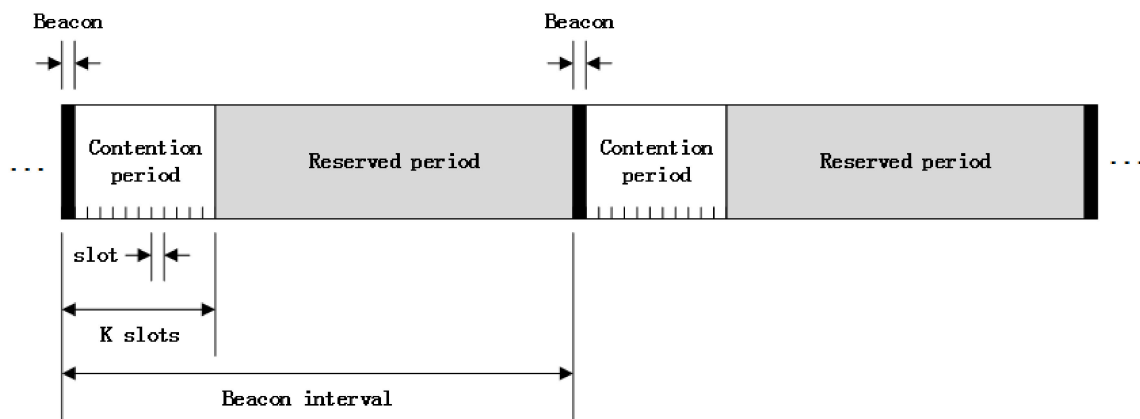 Beacon
Beacon
Contention
period
Reserved period
Contention
period
Reserved period
...
...
slot
K slots
Beacon interval